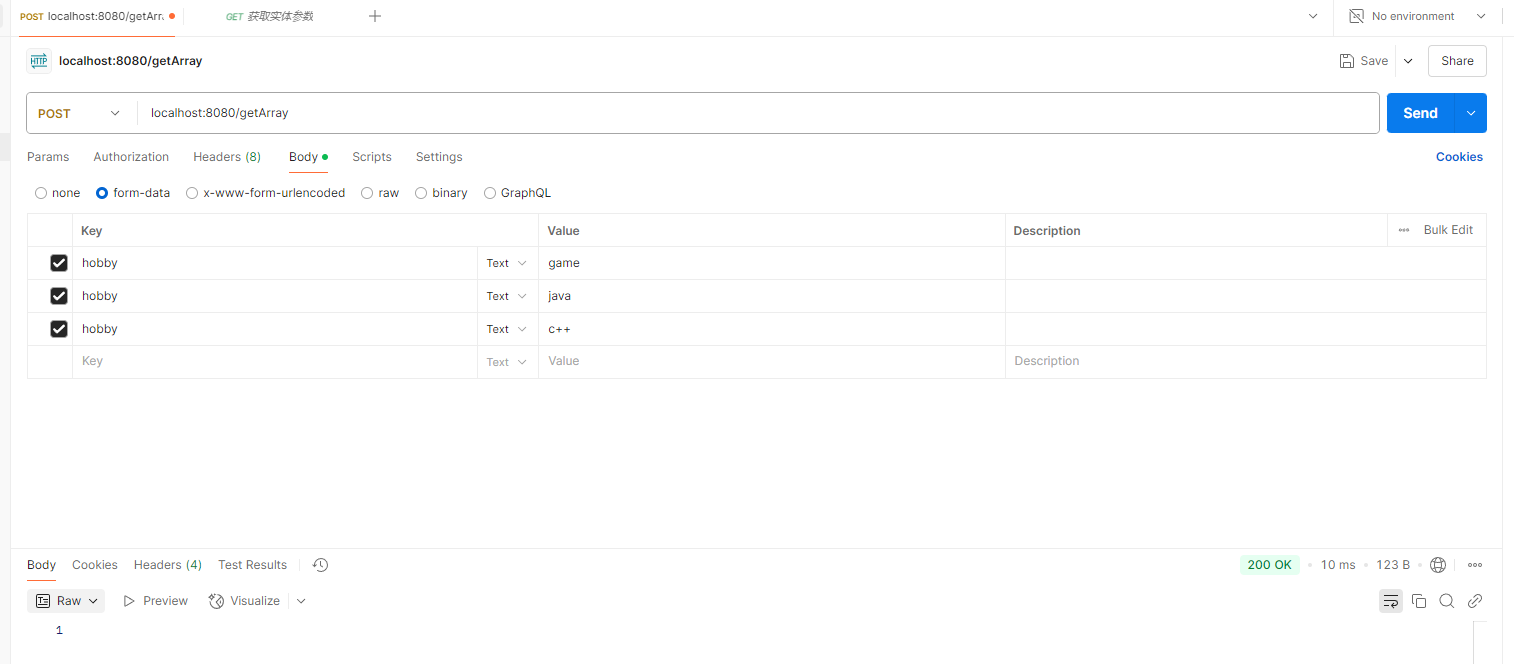 POST localhost:8080/getArr
GET 获取实体参数
No environment
HTTP localhost:8080/getArray
Save
Share
POST localhost:8080/getArray
Send
Params Authorization Headers (8) Body Scripts Settings
Cookies
none form-data x-www-form-urlencoded raw binary GraphQL
Key Value Description Bulk Edit
hobby Text game
hobby Text java
hobby Text c++
Key Text Value Description
Body Cookies Headers (4) Test Results
200 OK 10 ms 123 B
Raw Preview Visualize
1